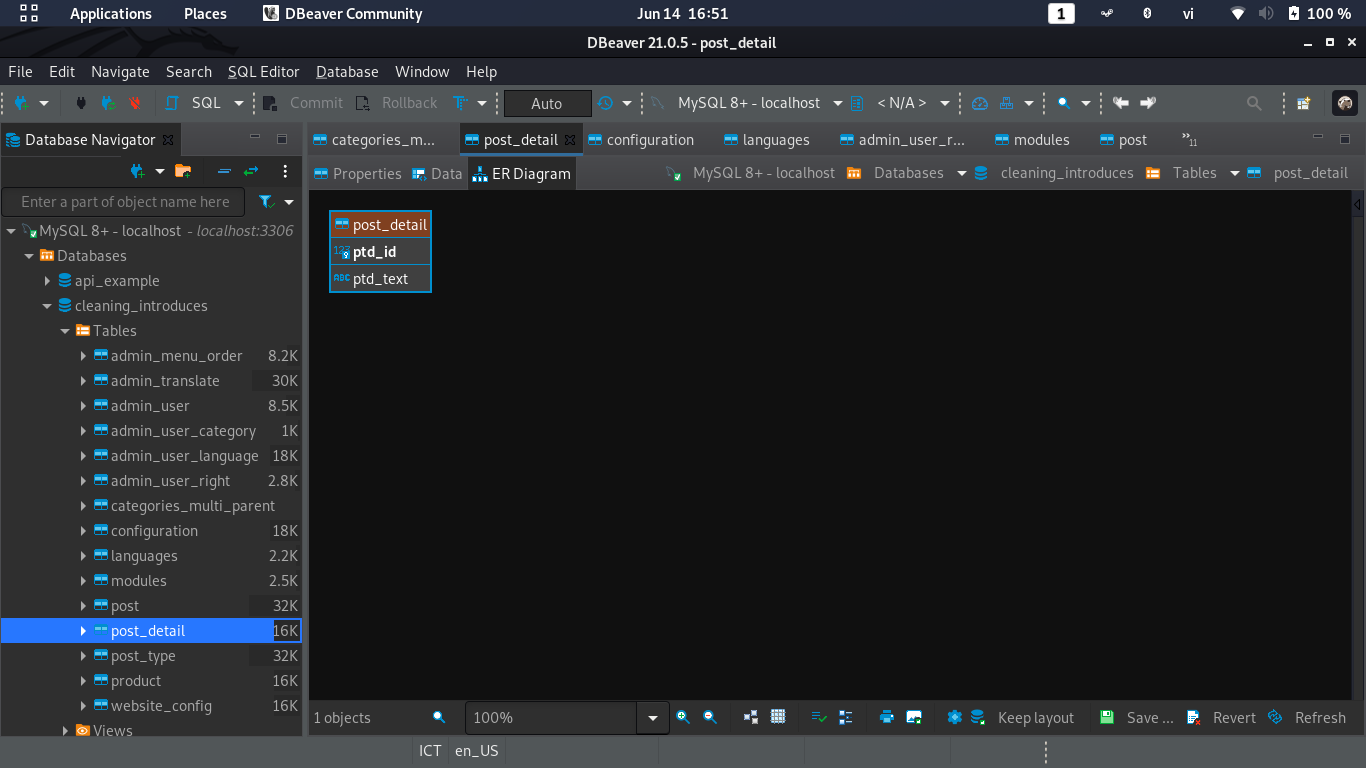 Applications Places DBeaver Community Jun 14 16:51 1 vi 100 %
DBeaver 21.0.5 - post_detail
File Edit Navigate Search SQL Editor Database Window Help
SQL Commit Rollback Auto MySQL 8+ - localhost < N/A >
Database Navigator
categories_m... post_detail configuration languages admin_user_r... modules post »11
Properties Data ER Diagram MySQL 8+ - localhost Databases cleaning_introduces Tables post_detail
Enter a part of object name here
MySQL 8+ - localhost - localhost:3306
Databases
api_example
cleaning_introduces
Tables
admin_menu_order 8.2K
admin_translate 30K
admin_user 8.5K
admin_user_category 1K
admin_user_language 18K
admin_user_right 2.8K
categories_multi_parent
configuration 18K
languages 2.2K
modules 2.5K
post 32K
post_detail 16K
post_type 32K
product 16K
website_config 16K
Views
post_detail
123 ptd_id
ABC ptd_text
1 objects 100% Keep layout Save ... Revert Refresh
ICT en_US